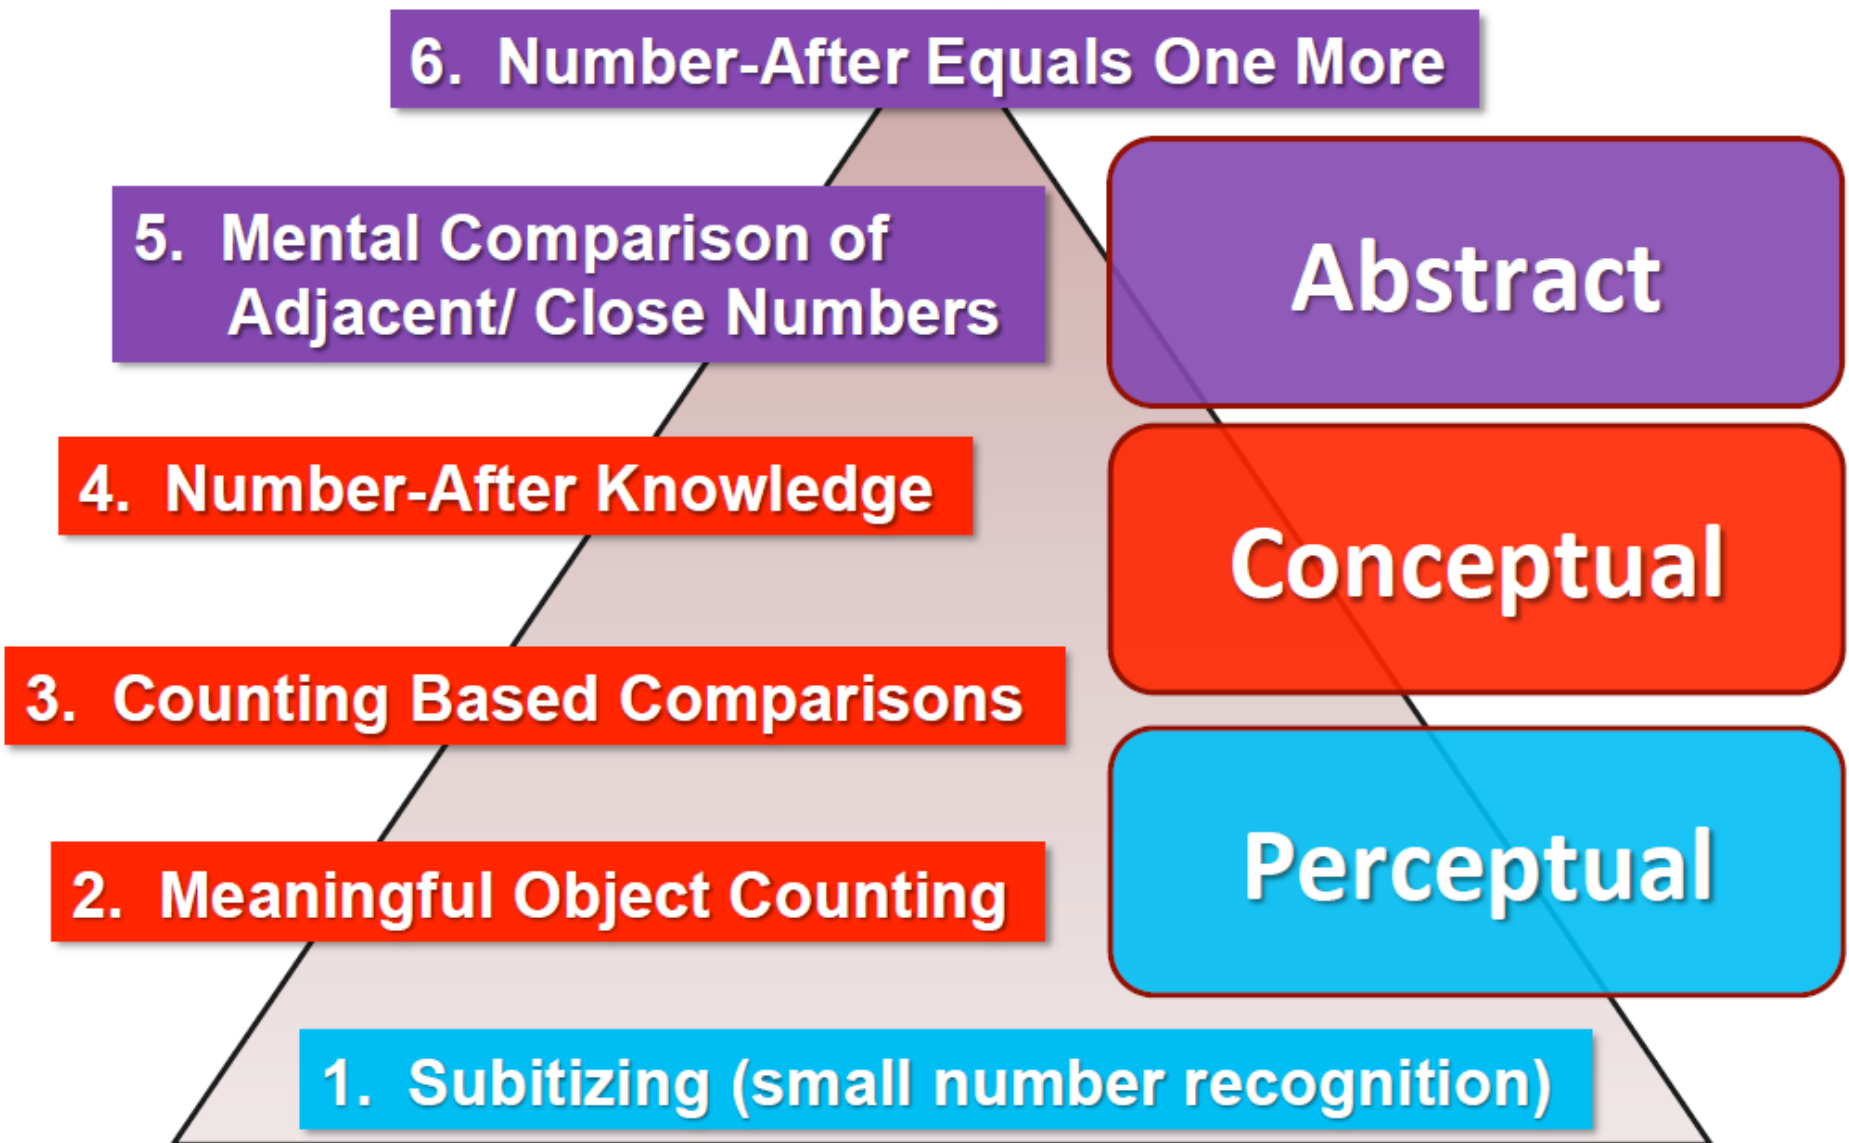 6. Number-After Equals One More
5. Mental Comparison of
Adjacent/ Close Numbers
Abstract
4. Number-After Knowledge
Conceptual
3. Counting Based Comparisons
2. Meaningful Object Counting
Perceptual
1. Subitizing (small number recognition)